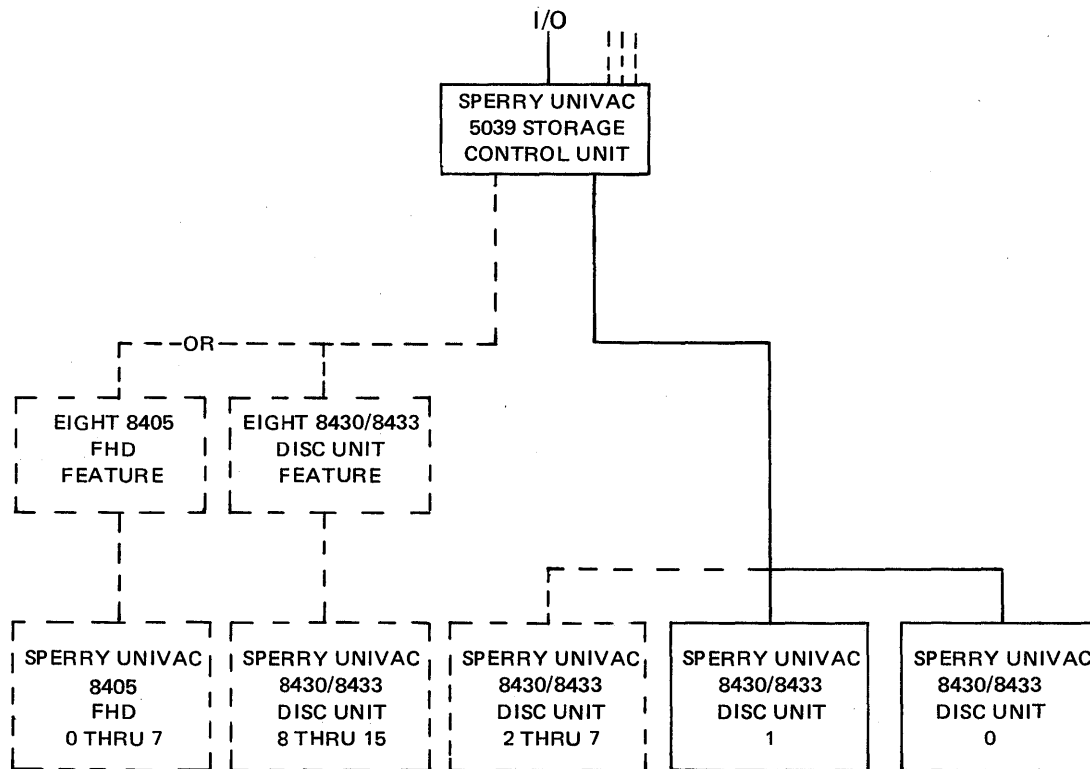 I/O
SPERRY UNIVAC
5039 STORAGE
CONTROL UNIT
OR
EIGHT 8405
FHD
FEATURE
EIGHT 8430/8433
DISC UNIT
FEATURE
SPERRY UNIVAC
8405
FHD
0 THRU 7
SPERRY UNIVAC
8430/8433
DISC UNIT
8 THRU 15
SPERRY UNIVAC
8430/8433
DISC UNIT
2 THRU 7
SPERRY UNIVAC
8430/8433
DISC UNIT
1
SPERRY UNIVAC
8430/8433
DISC UNIT
0